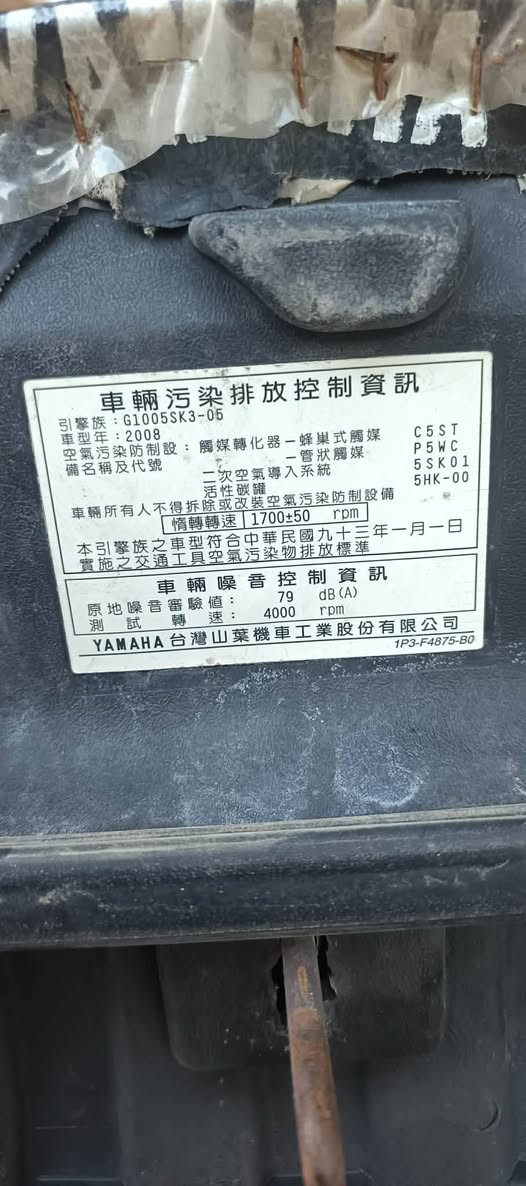 車輛污染排放控制資訊
引擎族：G1005SK3-05
車型年：2008
空氣污染防制設：觸媒轉化器－蜂巢式觸媒 C5ST
備名稱及代號 －管狀觸媒 P5WC
二次空氣導入系統 5SK01
活性碳罐 5HK-00
車輛所有人不得拆除或改裝空氣污染防制設備
惰轉轉速 1700±50 rpm
本引擎族之車型符合中華民國九十三年一月一日
實施之交通工具空氣污染物排放標準
車輛噪音控制資訊
原地噪音審驗值： 79 dB(A)
測試轉速： 4000 rpm
YAMAHA 台灣山葉機車工業股份有限公司
1P3-F4875-B0